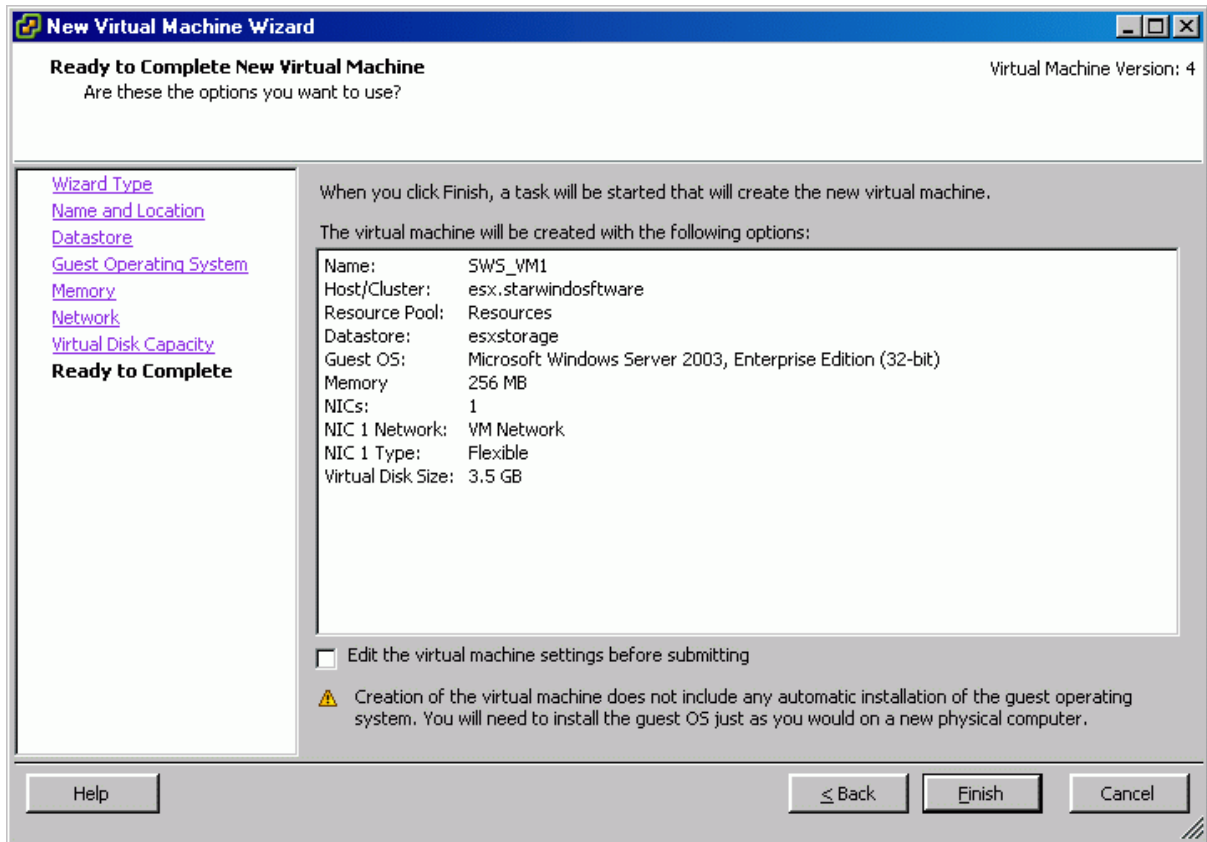 New Virtual Machine Wizard
Ready to Complete New Virtual Machine
Virtual Machine Version: 4
Are these the options you want to use?
Wizard Type
Name and Location
Datastore
Guest Operating System
Memory
Network
Virtual Disk Capacity
Ready to Complete
When you click Finish, a task will be started that will create the new virtual machine.
The virtual machine will be created with the following options:
Name: SWS_VM1
Host/Cluster: esx.starwindosftware
Resource Pool: Resources
Datastore: esxstorage
Guest OS: Microsoft Windows Server 2003, Enterprise Edition (32-bit)
Memory 256 MB
NICs: 1
NIC 1 Network: VM Network
NIC 1 Type: Flexible
Virtual Disk Size: 3.5 GB
Edit the virtual machine settings before submitting
Creation of the virtual machine does not include any automatic installation of the guest operating
system. You will need to install the guest OS just as you would on a new physical computer.
Help
≤ Back
Finish
Cancel